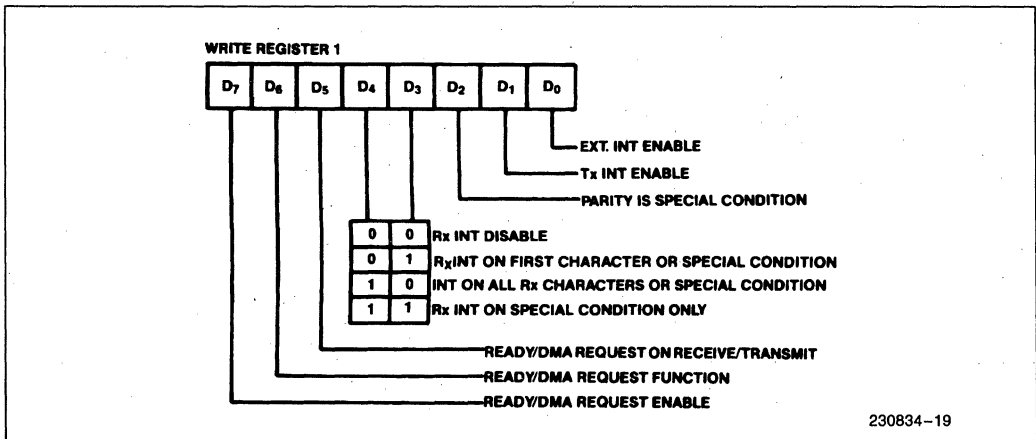 WRITE REGISTER 1
D7 D6 D5 D4 D3 D2 D1 D0
EXT. INT ENABLE
Tx INT ENABLE
PARITY IS SPECIAL CONDITION
0 0 Rx INT DISABLE
0 1 RxINT ON FIRST CHARACTER OR SPECIAL CONDITION
1 0 INT ON ALL Rx CHARACTERS OR SPECIAL CONDITION
1 1 Rx INT ON SPECIAL CONDITION ONLY
READY/DMA REQUEST ON RECEIVE/TRANSMIT
READY/DMA REQUEST FUNCTION
READY/DMA REQUEST ENABLE
230834-19